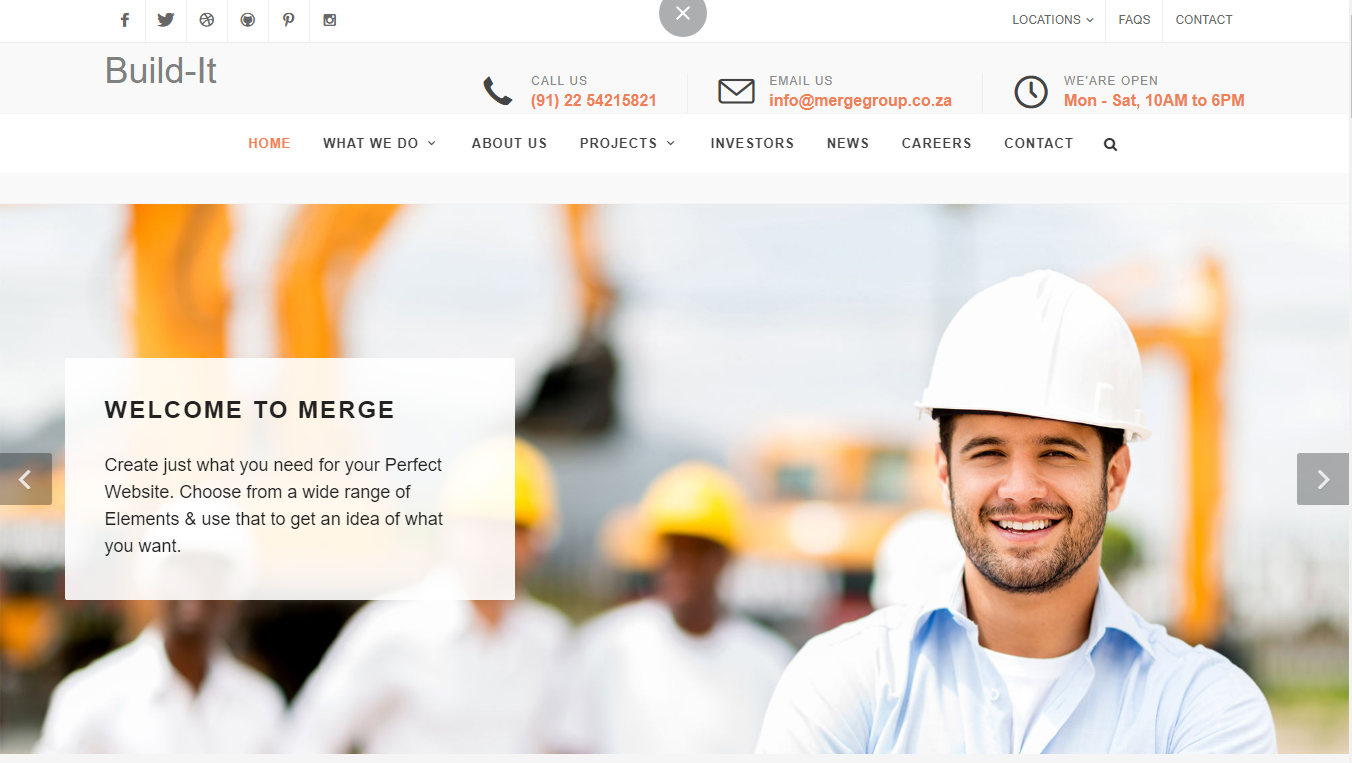 LOCATIONS FAQS CONTACT
Build-It
CALL US
(91) 22 54215821
EMAIL US
info@mergegroup.co.za
WE'ARE OPEN
Mon - Sat, 10AM to 6PM
HOME WHAT WE DO ABOUT US PROJECTS INVESTORS NEWS CAREERS CONTACT
WELCOME TO MERGE
Create just what you need for your Perfect
Website. Choose from a wide range of
Elements & use that to get an idea of what
you want.